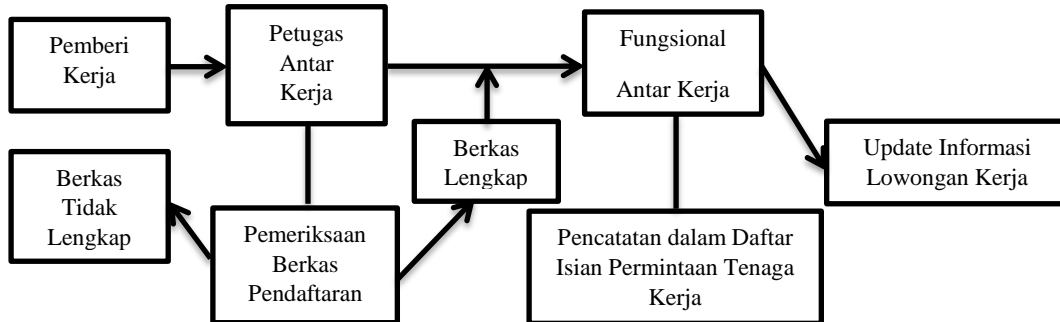 Pemberi
Kerja
Petugas
Antar
Kerja
Fungsional
Antar Kerja
Berkas
Tidak
Lengkap
Berkas
Lengkap
Update Informasi
Lowongan Kerja
Pemeriksaan
Berkas
Pendaftaran
Pencatatan dalam Daftar
Isian Permintaan Tenaga
Kerja